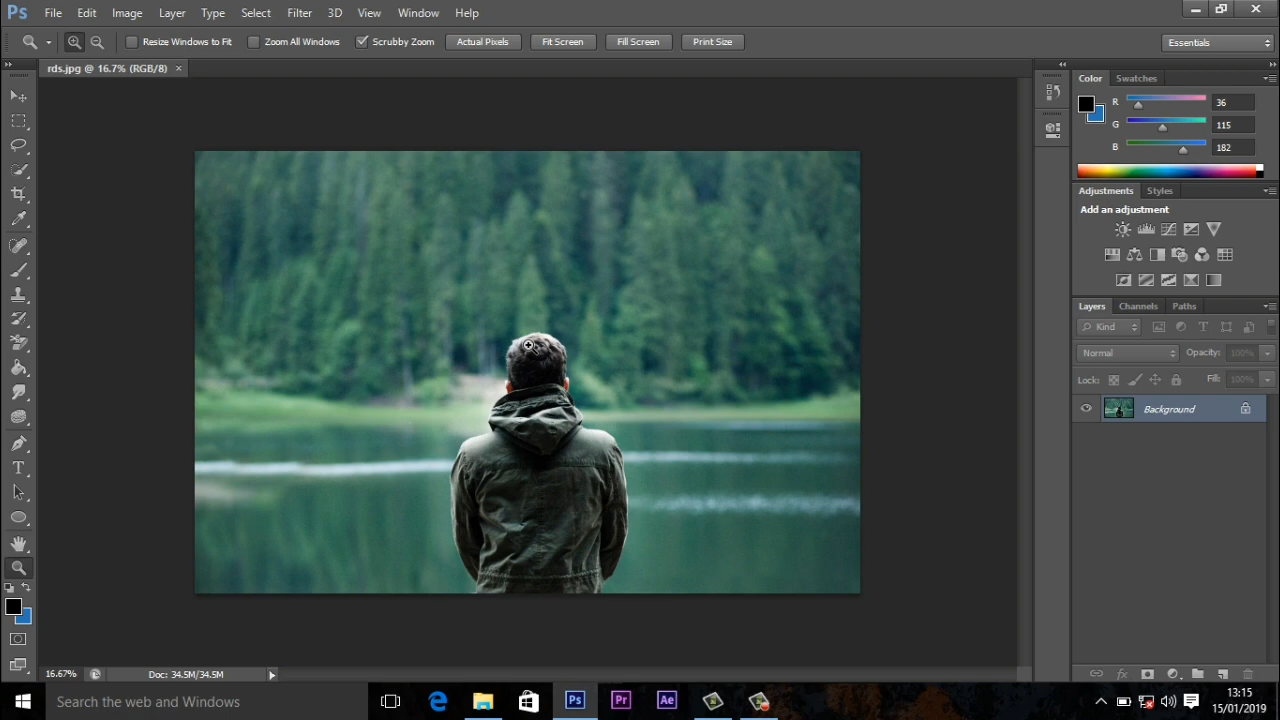 Ps File Edit Image Layer Type Select Filter 3D View Window Help
Resize Windows to Fit Zoom All Windows Scrubby Zoom Actual Pixels Fit Screen Fill Screen Print Size Essentials
rds.jpg @ 16.7% (RGB/8) ×
Color Swatches
R 36
G 115
B 182
Adjustments Styles
Add an adjustment
Layers Channels Paths
Kind
Normal Opacity: 100%
Lock: Fill: 100%
Background
16.67% Doc: 34.5M/34.5M
Search the web and Windows
Ps Pr Ae
13:15
15/01/2019